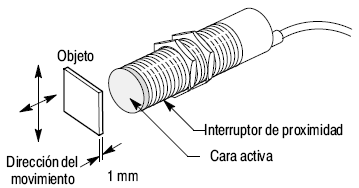 Objeto
Interruptor de proximidad
Cara activa
Dirección del
movimiento
1 mm